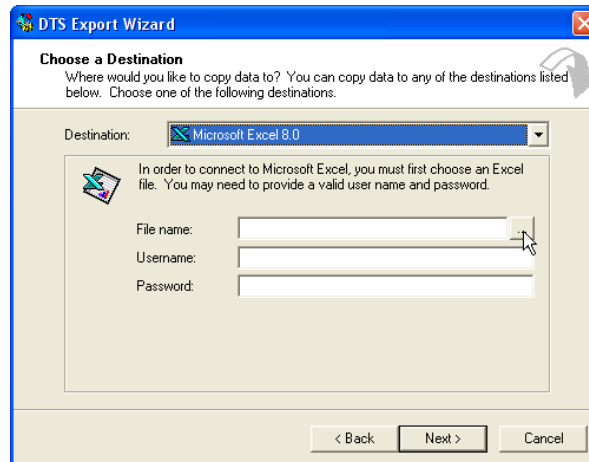 DTS Export Wizard
Choose a Destination
Where would you like to copy data to? You can copy data to any of the destinations listed
below. Choose one of the following destinations.
Destination: Microsoft Excel 8.0
In order to connect to Microsoft Excel, you must first choose an Excel
file. You may need to provide a valid user name and password.
File name: ...
Username:
Password:
< Back Next > Cancel